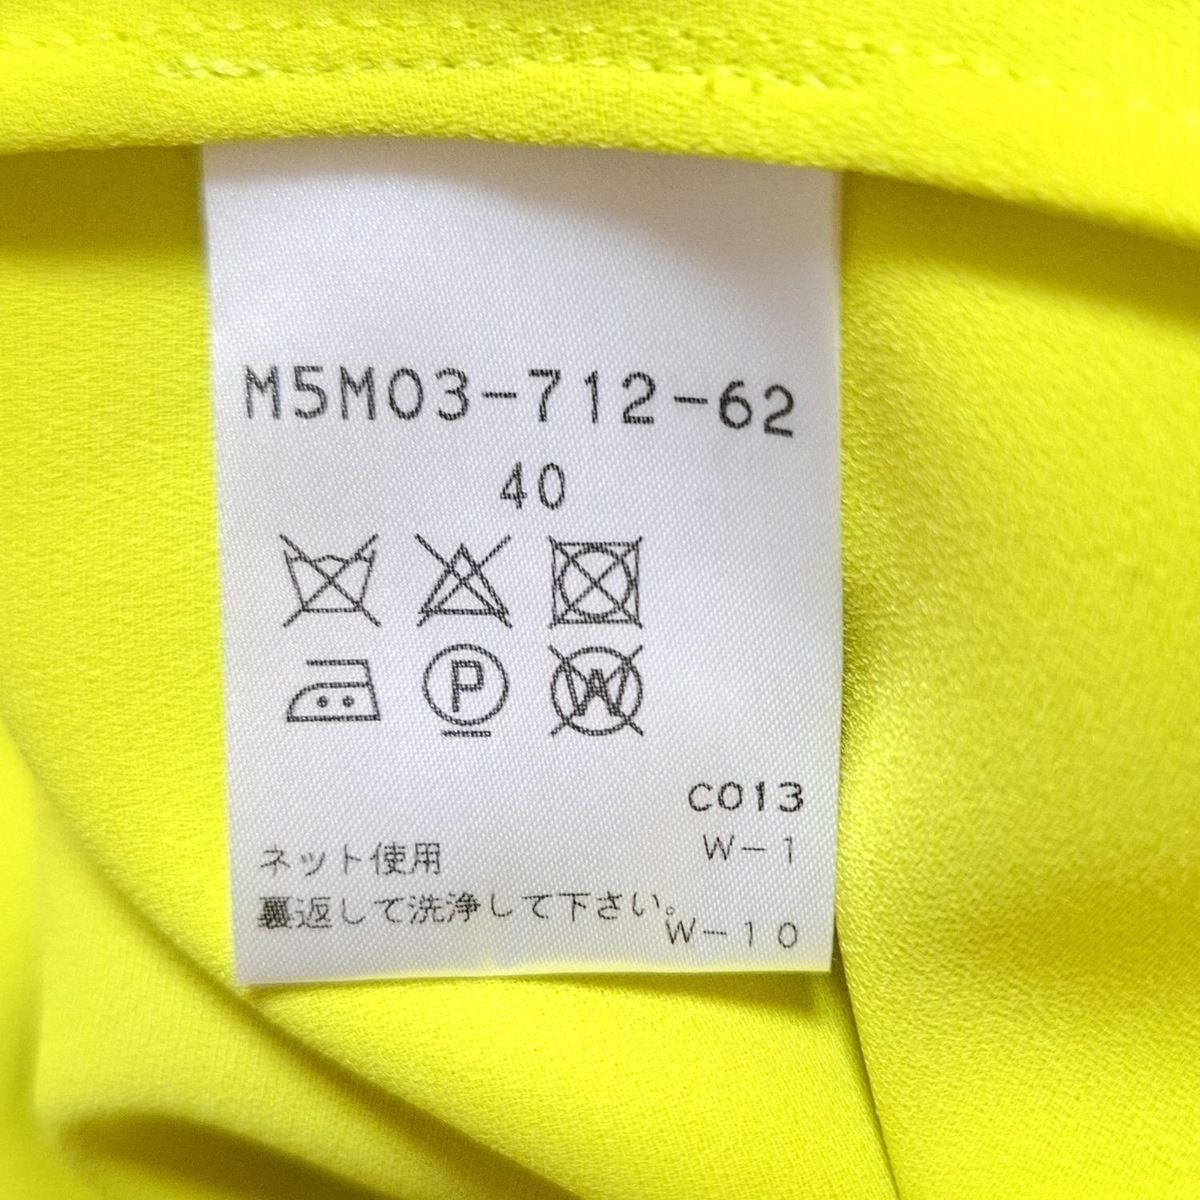 M5M03-712-62
40
P W
C013
W-1
ネット使用
裏返して洗浄して下さい。
W-10